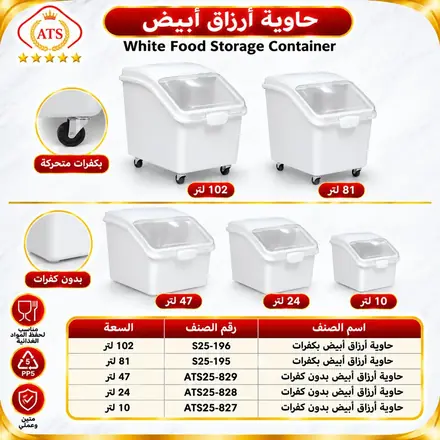 ATS
حاوية أرزاق أبيض
White Food Storage Container
بكفرات متحركة
102 لتر
81 لتر
بدون كفرات
47 لتر
24 لتر
10 لتر
مناسب
لحفظ المواد
الغذائية
5
PP5
متين
وعملي
اسم الصنف رقم الصنف السعة
حاوية أرزاق أبيض بكفرات S25-196 102 لتر
حاوية أرزاق أبيض بكفرات S25-195 81 لتر
حاوية أرزاق أبيض بدون كفرات ATS25-829 47 لتر
حاوية أرزاق أبيض بدون كفرات ATS25-828 24 لتر
حاوية أرزاق أبيض بدون كفرات ATS25-827 10 لتر